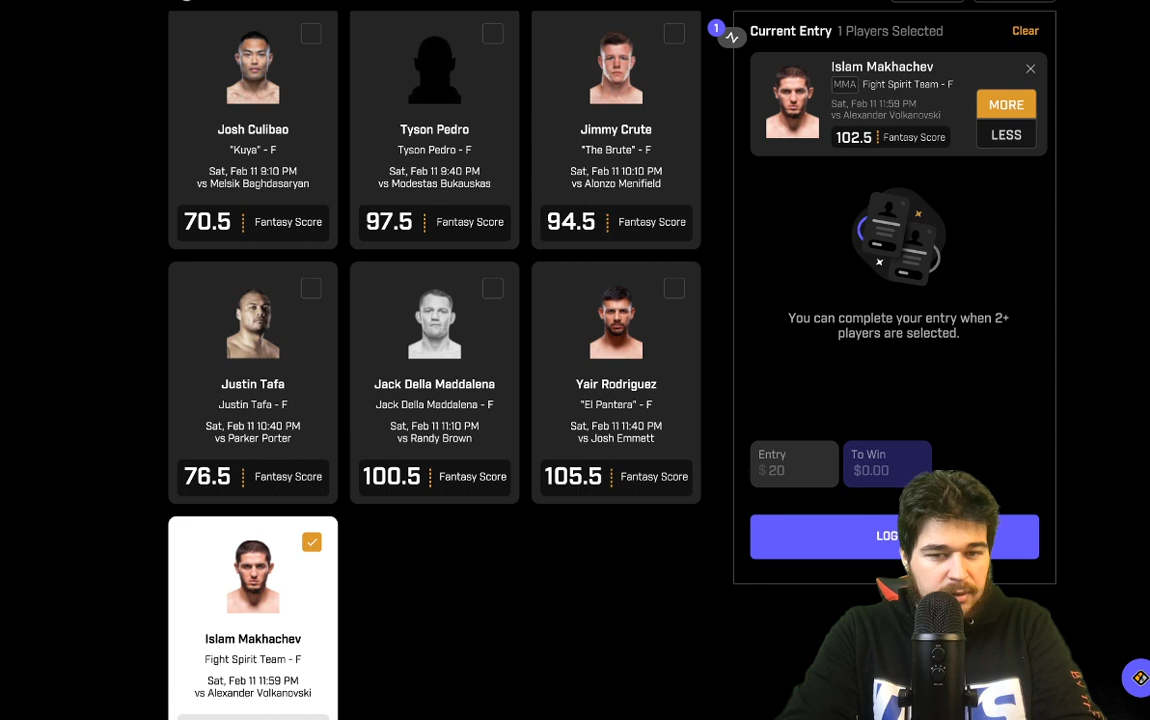 Josh Culibao
"Kuya" - F
Sat, Feb 11 9:10 PM
vs Melsik Baghdasaryan
70.5 Fantasy Score
Tyson Pedro
Tyson Pedro - F
Sat, Feb 11 9:40 PM
vs Modestas Bukauskas
97.5 Fantasy Score
Jimmy Crute
"The Brute" - F
Sat, Feb 11 10:10 PM
vs Alonzo Menifield
94.5 Fantasy Score
Justin Tafa
Justin Tafa - F
Sat, Feb 11 10:40 PM
vs Parker Porter
76.5 Fantasy Score
Jack Della Maddalena
Jack Della Maddalena - F
Sat, Feb 11 11:10 PM
vs Randy Brown
100.5 Fantasy Score
Yair Rodriguez
"El Pantera" - F
Sat, Feb 11 11:40 PM
vs Josh Emmett
105.5 Fantasy Score
Islam Makhachev
Fight Spirit Team - F
Sat, Feb 11 11:59 PM
vs Alexander Volkanovski
1
Current Entry 1 Players Selected Clear
Islam Makhachev
MMA Fight Spirit Team - F
Sat, Feb 11 11:59 PM
vs Alexander Volkanovski
102.5 Fantasy Score
MORE
LESS
You can complete your entry when 2+
players are selected.
Entry
$ 20
To Win
$0.00
LOG